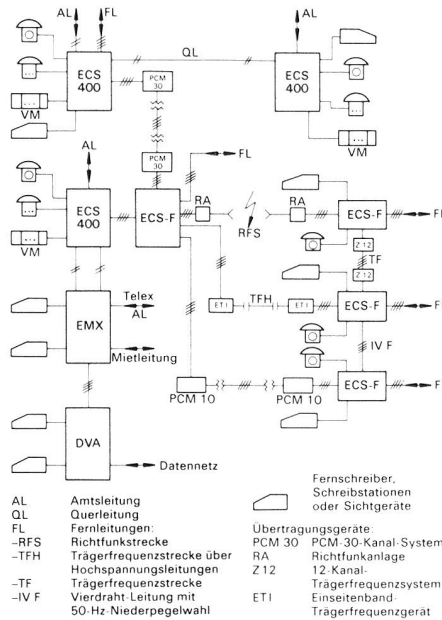 AL FL AL
QL
ECS 400
PCM 30
ECS 400
VM
VM
PCM 30
AL FL
RA RA
ECS 400
ECS-F
ECS-F
FL
RFS
VM
Z 12
TF
Z 12
Telex AL
ETI TFH ETI
ECS-F
EMX
Mietleitung
IV F
ECS-F
PCM 10 PCM 10
DVA
Datennetz
AL Amtsleitung
QL Querleitung
FL Fernleitungen:
–RFS Richtfunkstrecke
–TFH Trägerfrequenzstrecke über
Hochspannungsleitungen
–TF Trägerfrequenzstrecke
–IV F Vierdraht-Leitung mit
50-Hz-Niederpegelwahl
Fernschreiber,
Schreibstationen
oder Sichtgeräte
Übertragungsgeräte:
PCM 30 PCM-30-Kanal-System
RA Richtfunkanlage
Z 12 12-Kanal-
Trägerfrequenzsystem
ETI Einseitenband-
Trägerfrequenzgerät